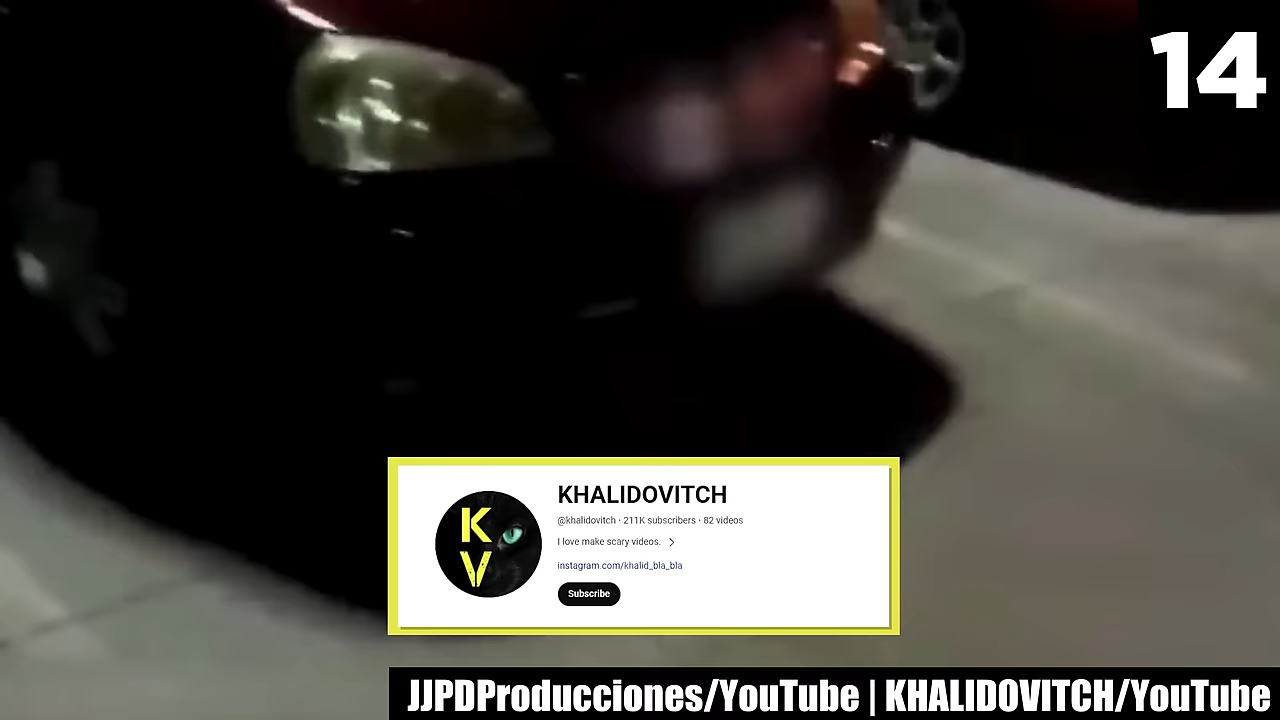 14
KV
KHALIDOVITCH
@khalidovitch · 211K subscribers · 82 videos
I love make scary videos. >
instagram.com/khalid_bla_bla
Subscribe
JJPDProducciones/YouTube | KHALIDOVITCH/YouTube